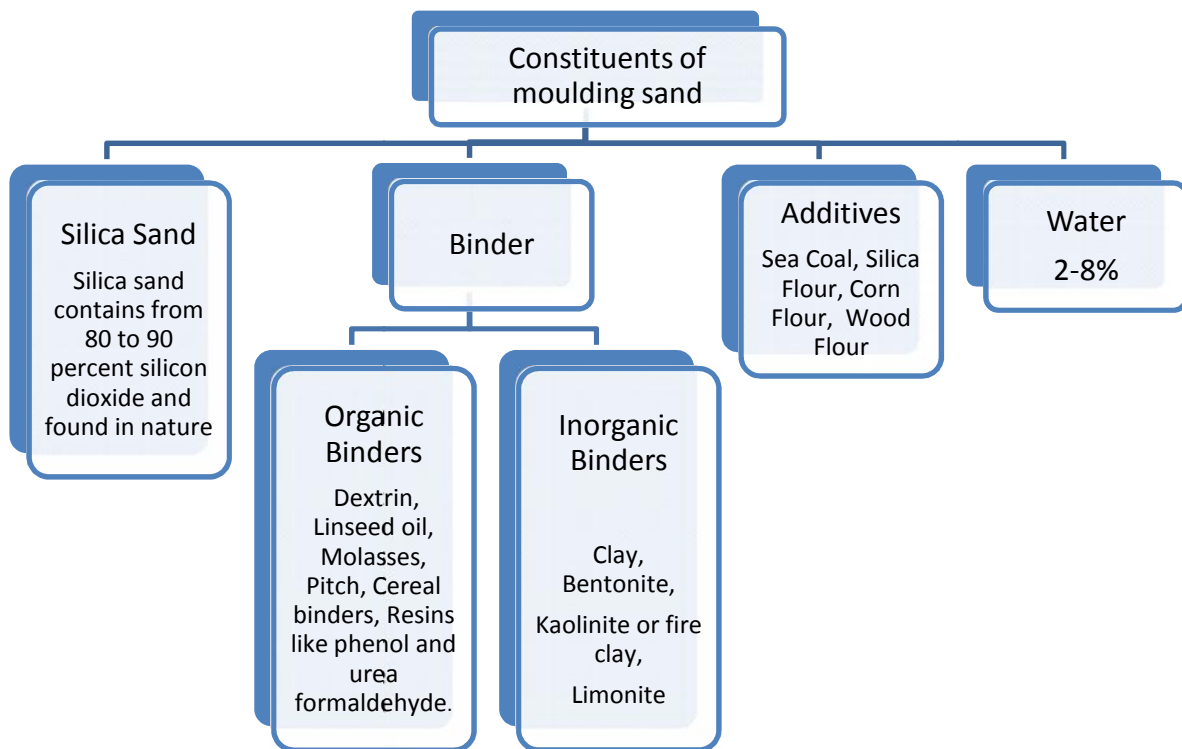 Constituents of
moulding sand
Silica Sand
Silica sand
contains from
80 to 90
percent silicon
dioxide and
found in nature
Binder
Organic
Binders
Dextrin,
Linseed oil,
Molasses,
Pitch, Cereal
binders, Resins
like phenol and
urea
formaldehyde.
Inorganic
Binders
Clay,
Bentonite,
Kaolinite or fire
clay,
Limonite
Additives
Sea Coal, Silica
Flour, Corn
Flour, Wood
Flour
Water
2-8%